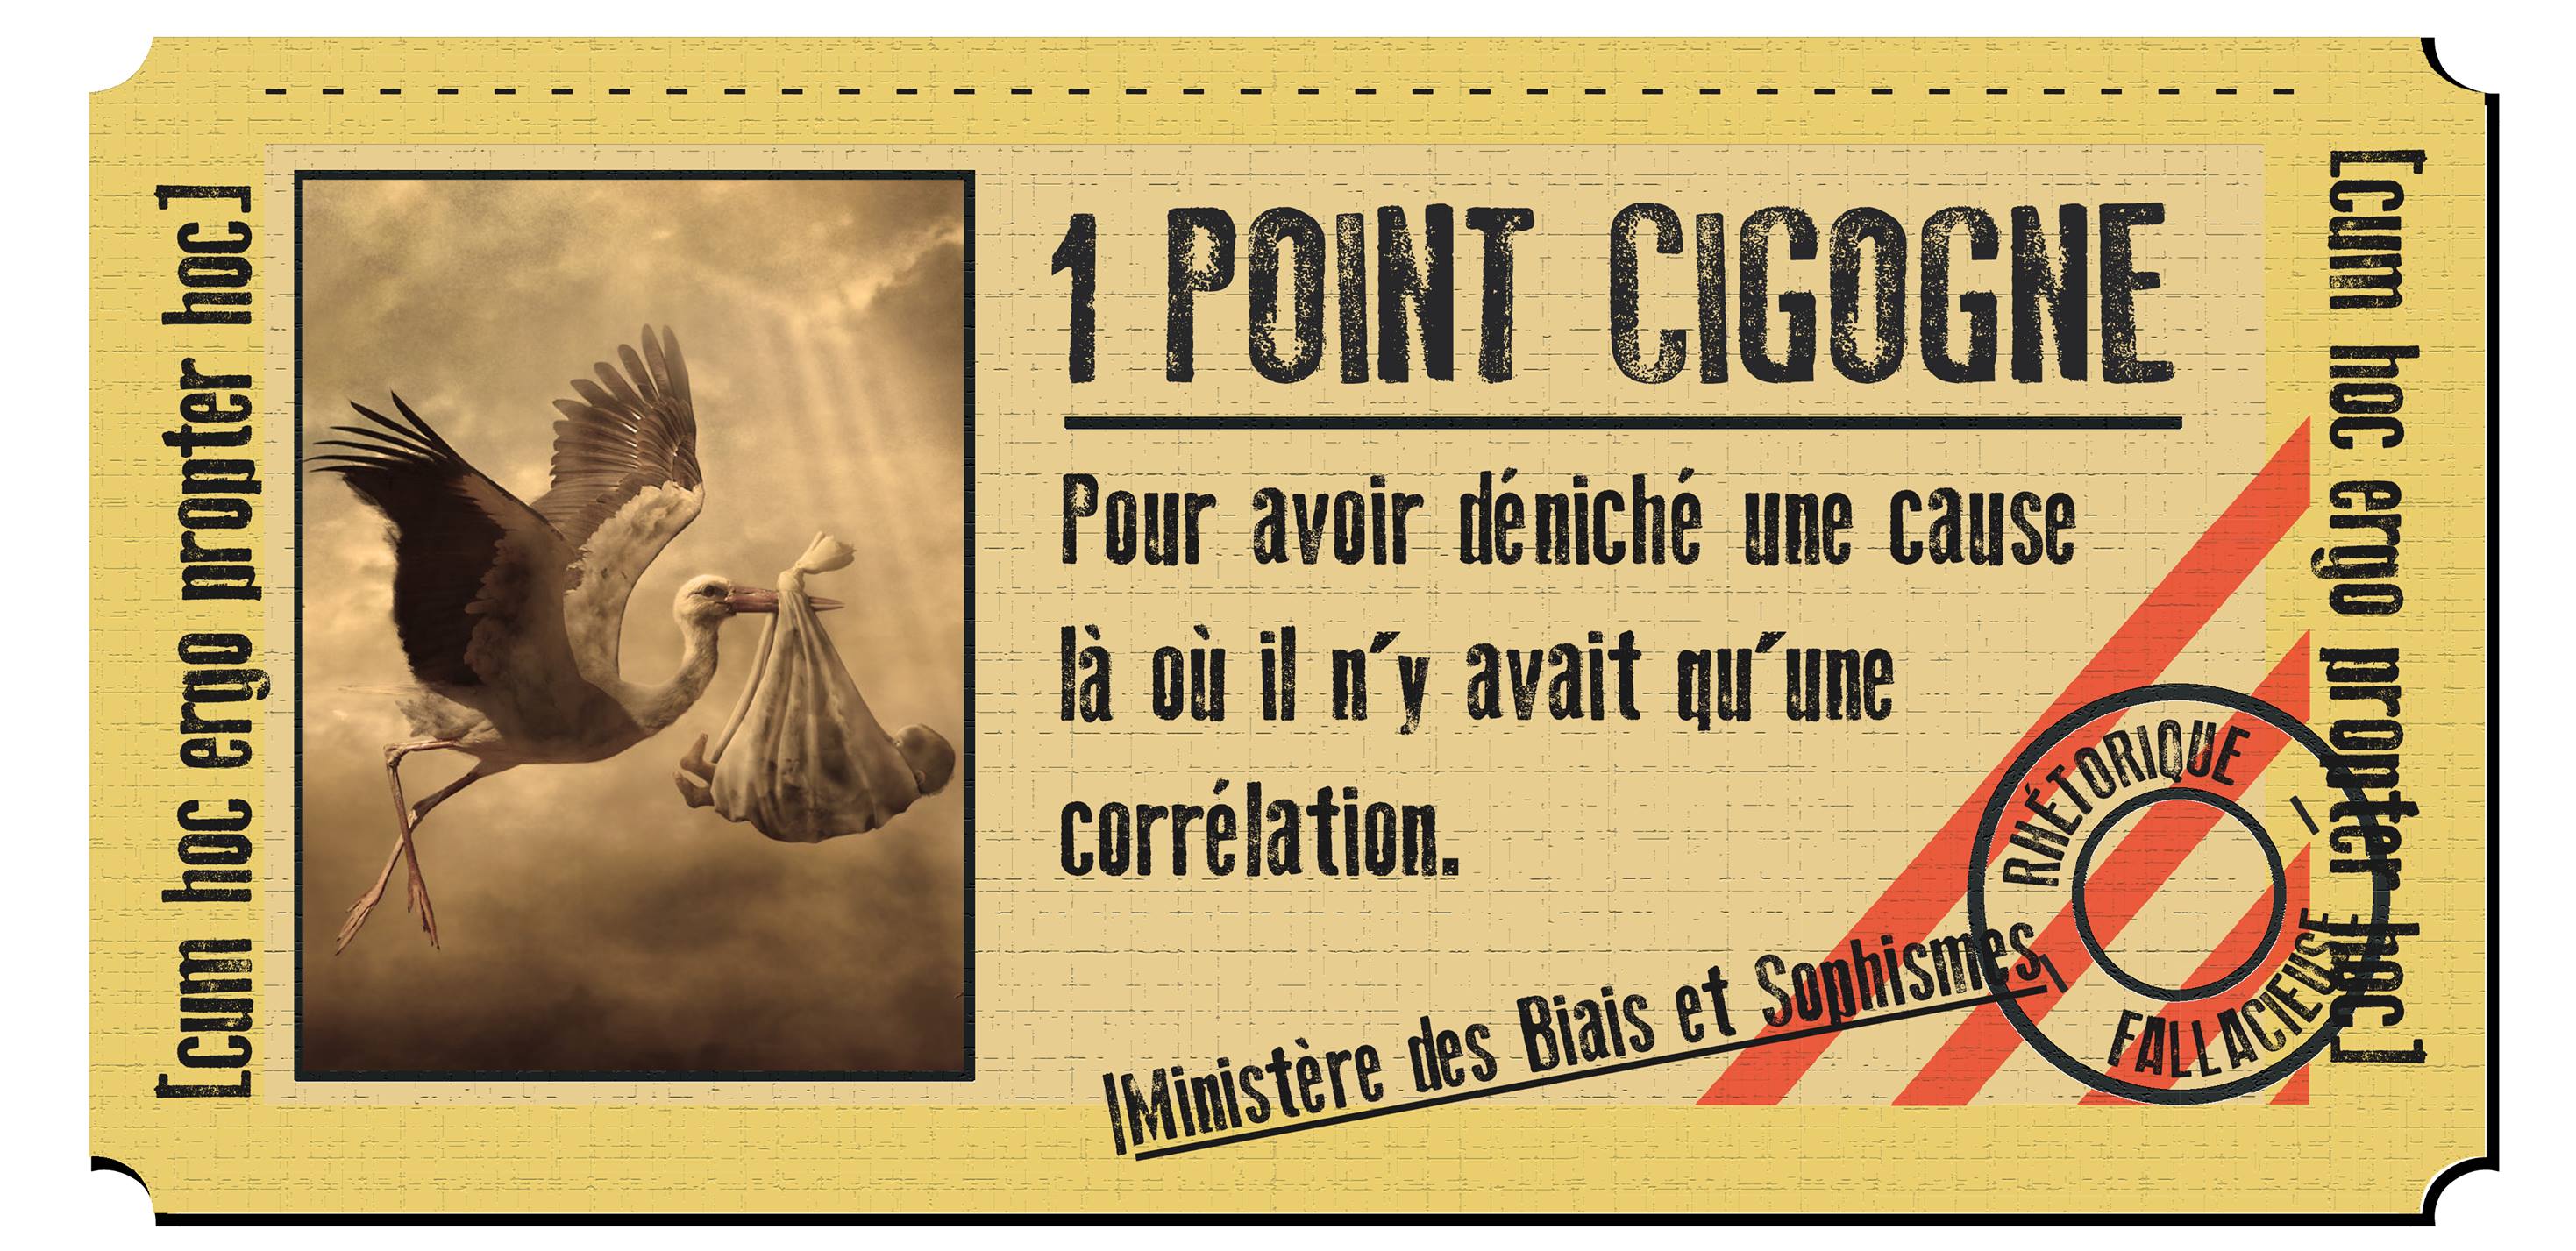 [cum hoc ergo propter hoc]
1 POINT CIGOGNE
Pour avoir déniché une cause
là où il n´y avait qu´une
corrélation.
|Ministère des Biais et Sophismes|
RHÉTORIQUE
FALLACIEUSE
[cum hoc ergo propter hoc]